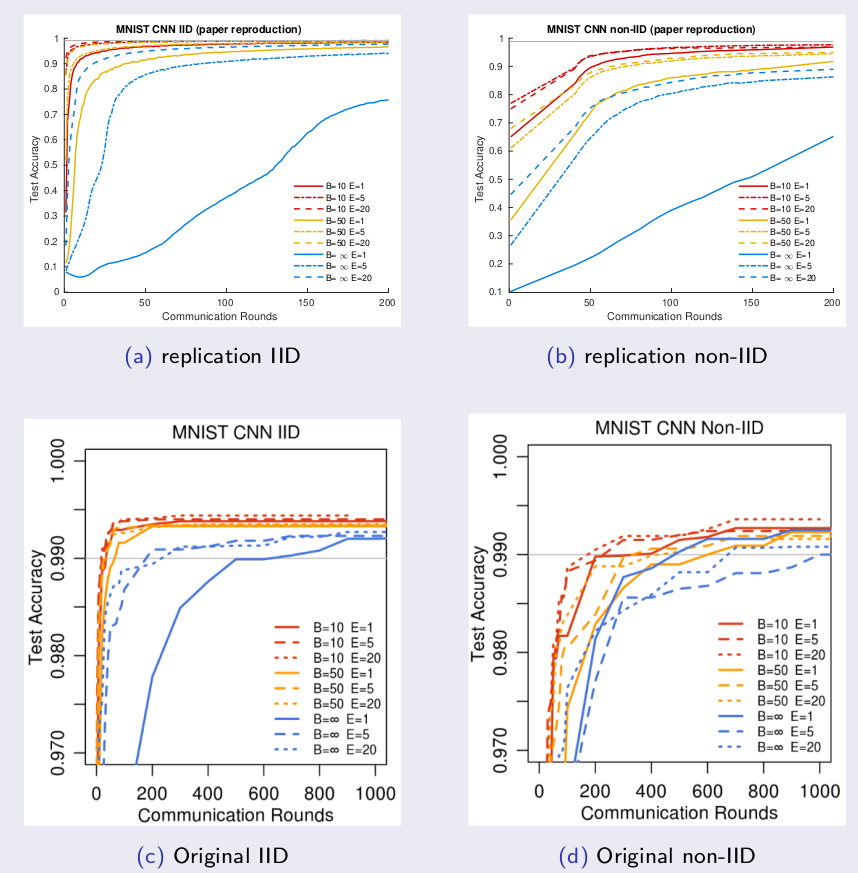 MNIST CNN IID (paper reproduction)
1
0.9
0.8
0.7
0.6
0.5
0.4
0.3
0.2
0.1
0
Test Accuracy
B=10 E=1
B=10 E=5
B=10 E=20
B=50 E=1
B=50 E=5
B=50 E=20
B= ∞ E=1
B= ∞ E=5
B= ∞ E=20
0 50 100 150 200
Communication Rounds
(a) replication IID
MNIST CNN non-IID (paper reproduction)
1
0.9
0.8
0.7
0.6
0.5
0.4
0.3
0.2
0.1
Test Accuracy
B=10 E=1
B=10 E=5
B=10 E=20
B=50 E=1
B=50 E=5
B=50 E=20
B= ∞ E=1
B= ∞ E=5
B= ∞ E=20
0 50 100 150 200
Communication Rounds
(b) replication non-IID
MNIST CNN IID
1.000
0.990
0.980
0.970
Test Accuracy
B=10 E=1
B=10 E=5
B=10 E=20
B=50 E=1
B=50 E=5
B=50 E=20
B=∞ E=1
B=∞ E=5
B=∞ E=20
0 200 400 600 800 1000
Communication Rounds
(c) Original IID
MNIST CNN Non-IID
1.000
0.990
0.980
0.970
Test Accuracy
B=10 E=1
B=10 E=5
B=10 E=20
B=50 E=1
B=50 E=5
B=50 E=20
B=∞ E=1
B=∞ E=5
B=∞ E=20
0 200 400 600 800 1000
Communication Rounds
(d) Original non-IID